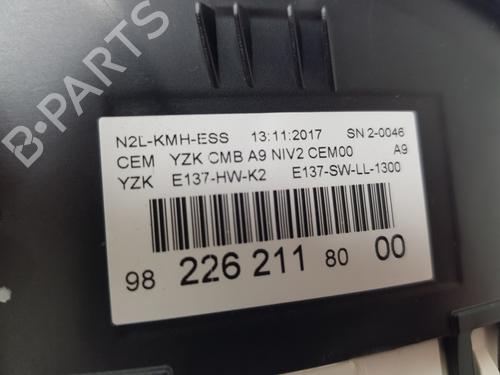 B-PARTS
N2L-KMH-ESS 13:11:2017 SN 2-0046
CEM YZK CMB A9 NIV2 CEM00 A9
YZK E137-HW-K2 E137-SW-LL-1300
98 226 211 80 00